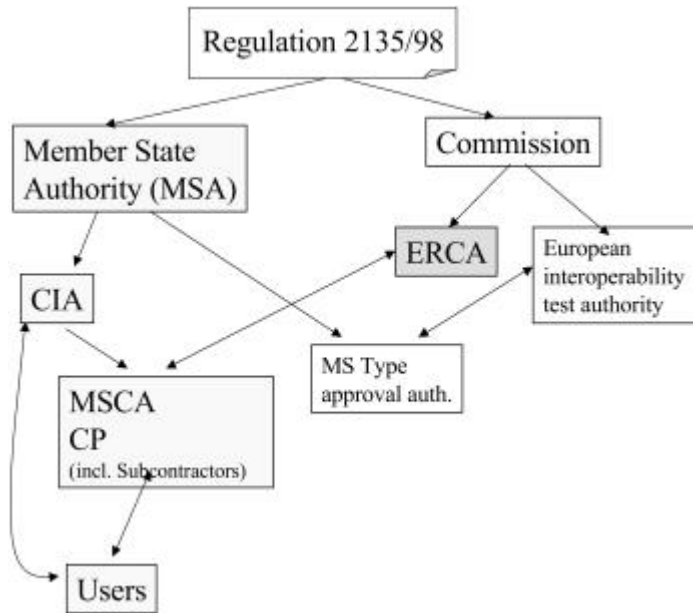 Regulation 2135/98
Member State
Authority (MSA)
Commission
ERCA
European
interoperability
test authority
CIA
MS Type
approval auth.
MSCA
CP
(incl. Subcontractors)
Users